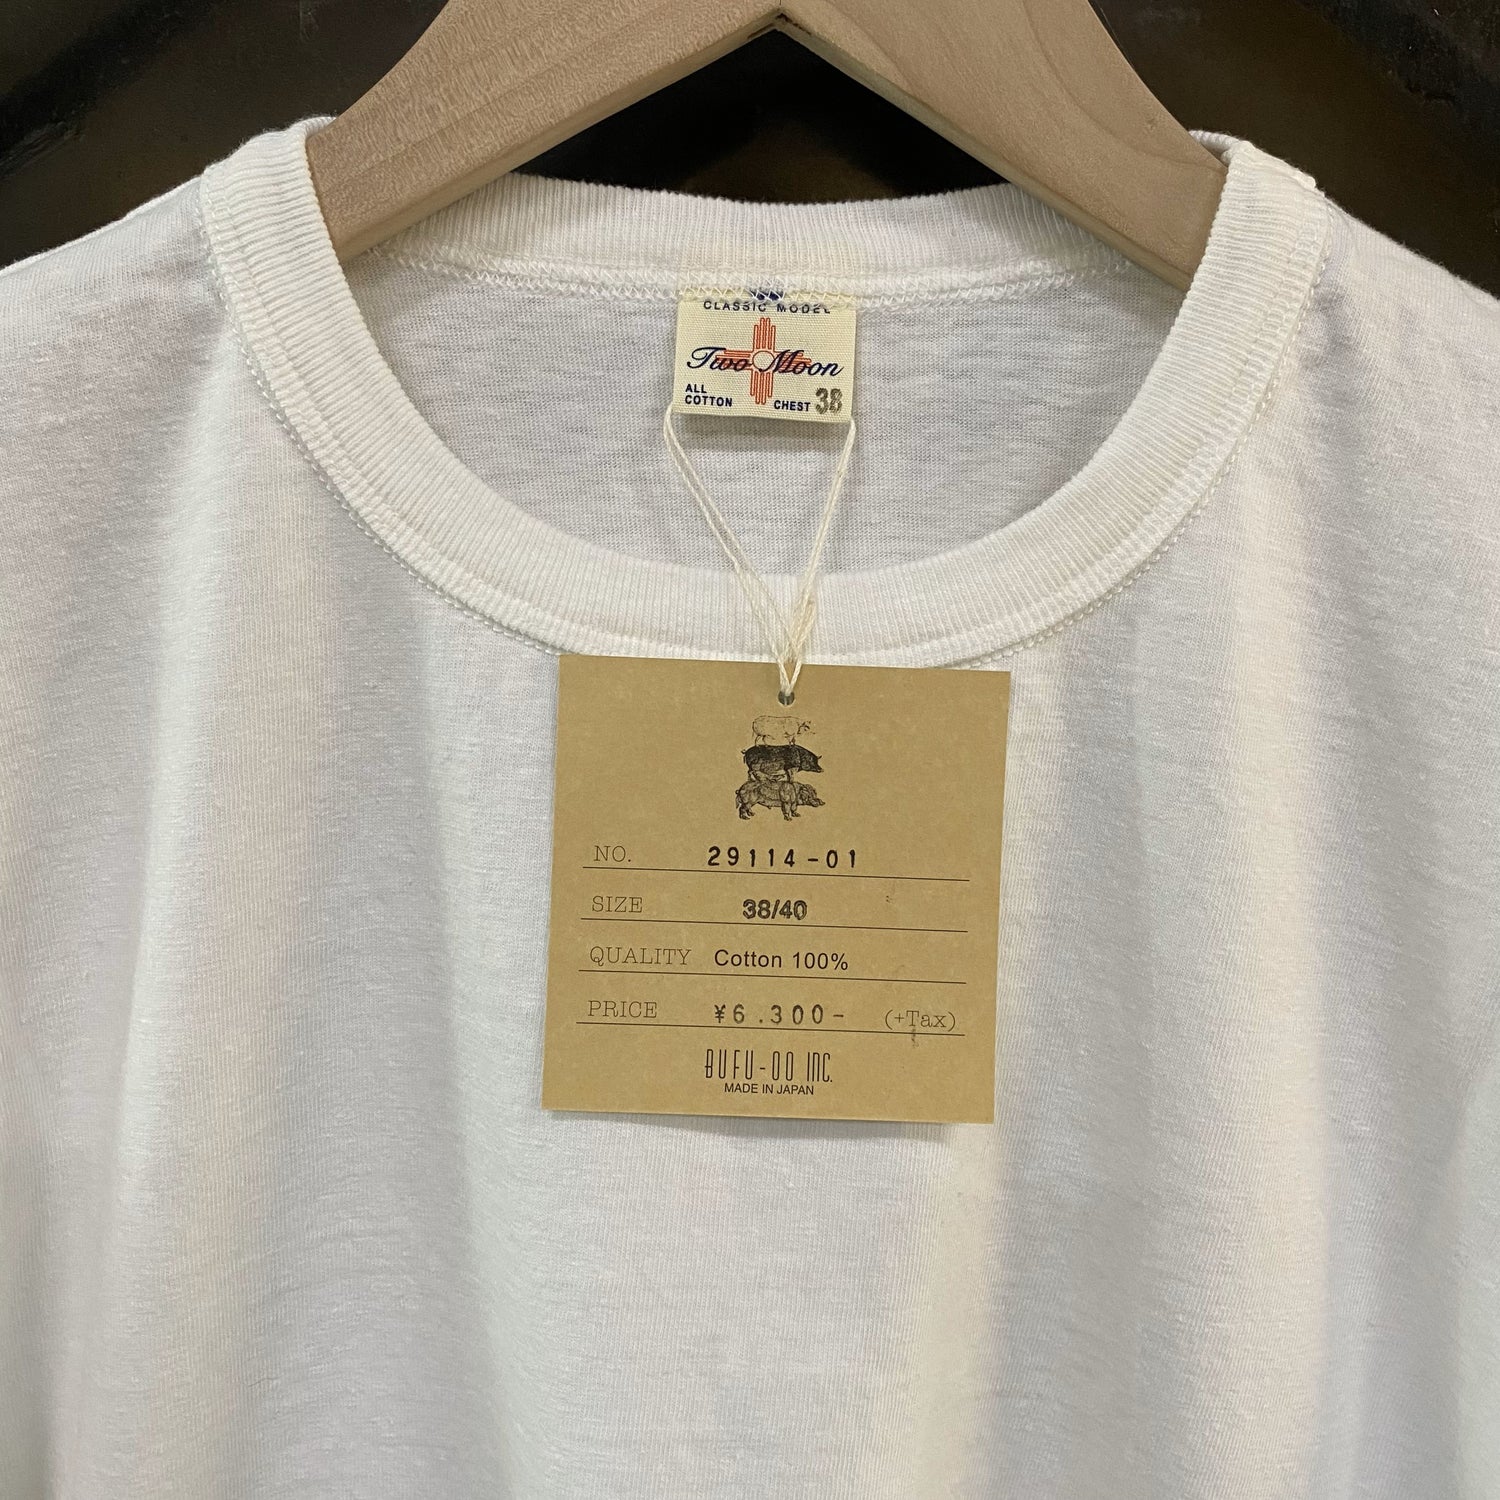 CLASSIC MODEL
Two Moon
ALL
COTTON
CHEST 38
NO. 29114-01
SIZE 38/40
QUALITY Cotton 100%
PRICE ¥6.300- (+Tax)
BUFU-OO INC.
MADE IN JAPAN